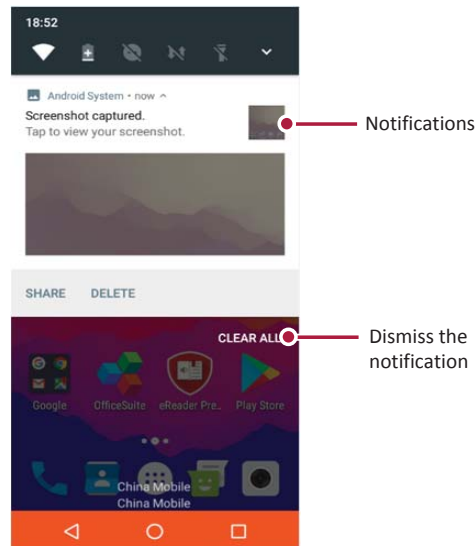 18:52
Android System • now
Screenshot captured.
Tap to view your screenshot.
Notifications
SHARE DELETE
CLEAR ALL
Dismiss the
notification
Google OfficeSuite eReader Pre.. Play Store
China Mobile
China Mobile